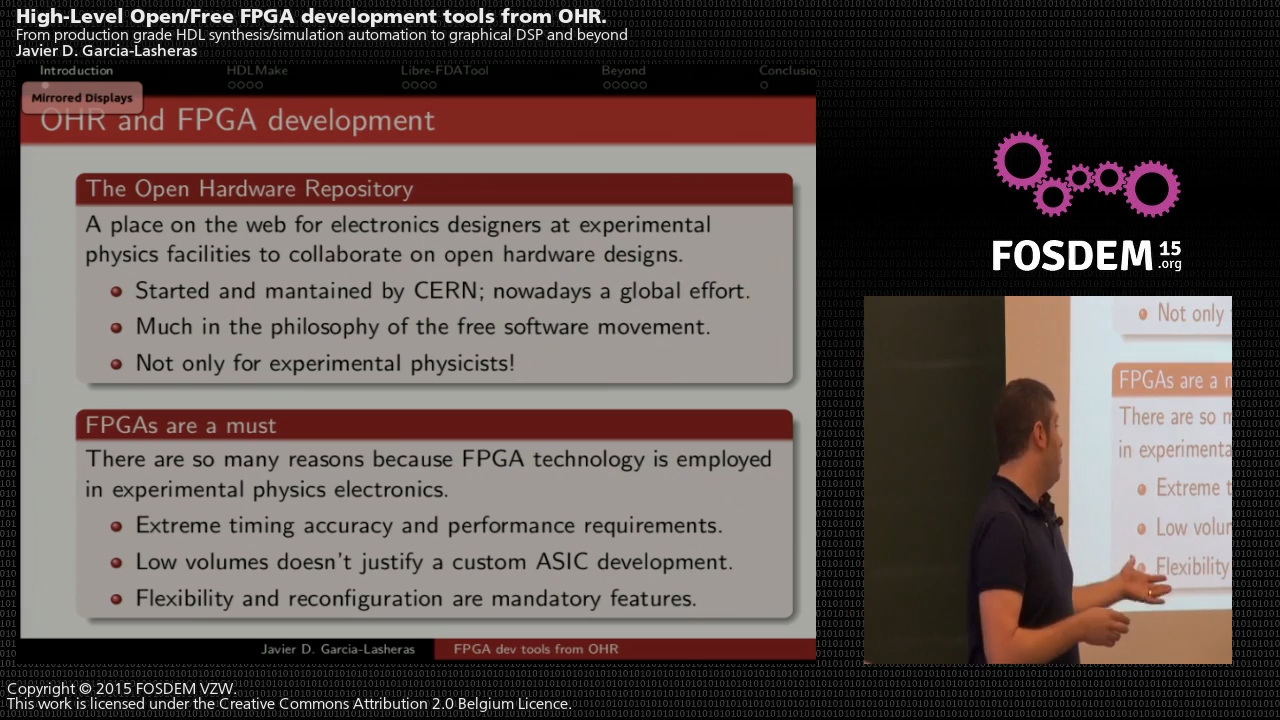 High-Level Open/Free FPGA development tools from OHR.
From production grade HDL synthesis/simulation automation to graphical DSP and beyond
Javier D. Garcia-Lasheras
Introduction HDLMake Libre-FDATool Beyond Conclusio
Mirrored Displays
OHR and FPGA development
The Open Hardware Repository
A place on the web for electronics designers at experimental
physics facilities to collaborate on open hardware designs.
Started and mantained by CERN; nowadays a global effort.
Much in the philosophy of the free software movement.
Not only for experimental physicists!
FPGAs are a must
There are so many reasons because FPGA technology is employed
in experimental physics electronics.
Extreme timing accuracy and performance requirements.
Low volumes doesn't justify a custom ASIC development.
Flexibility and reconfiguration are mandatory features.
Javier D. Garcia-Lasheras FPGA dev tools from OHR
FOSDEM 15
.org
Not only
FPGAs are a
There are so
in experimenta
Extreme
Low
Flexibility
Copyright © 2015 FOSDEM VZW.
This work is licensed under the Creative Commons Attribution 2.0 Belgium Licence.